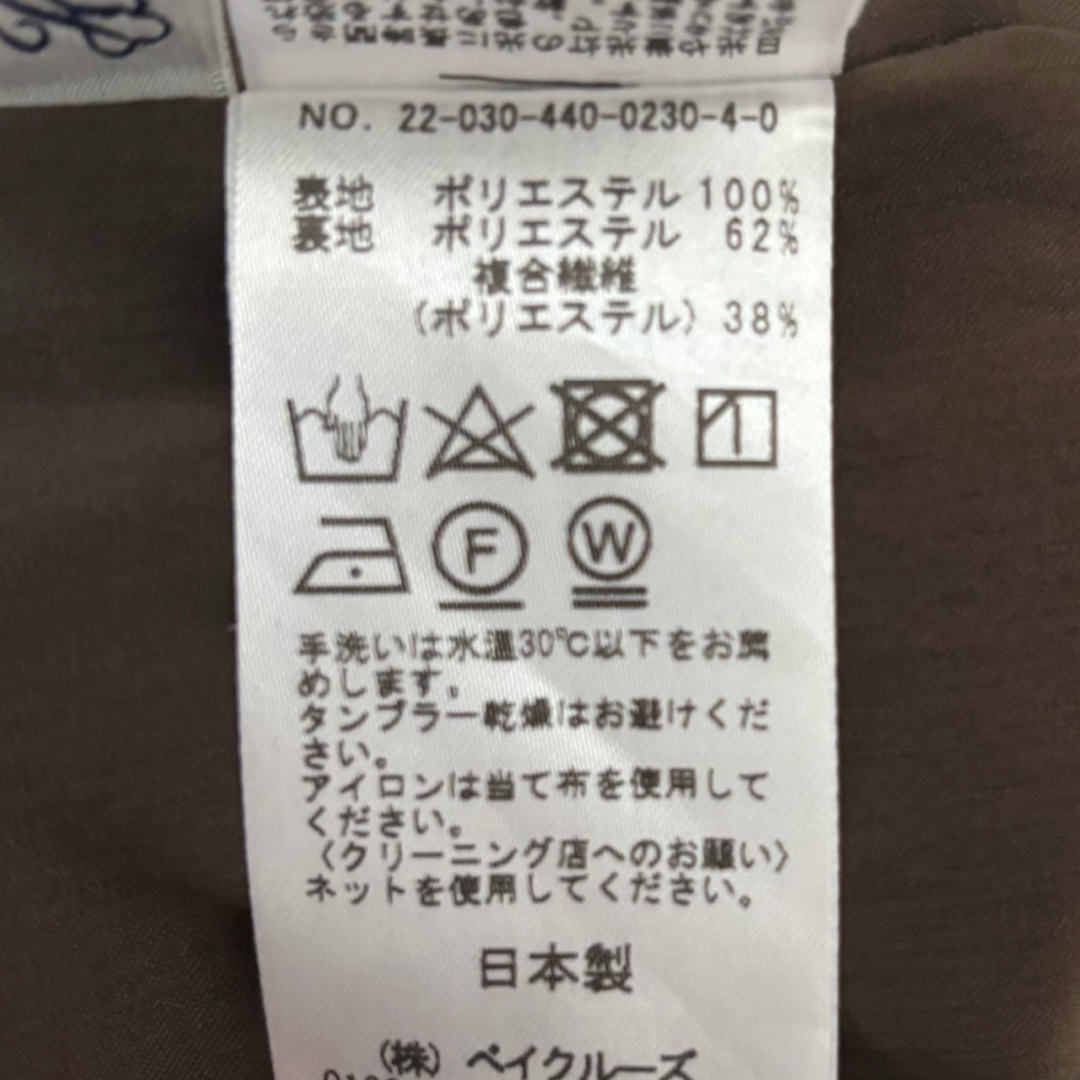 NO. 22-030-440-0230-4-0
表地 ポリエステル 100%
裏地 ポリエステル 62%
複合繊維
(ポリエステル) 38%
F W
手洗いは水温30℃以下をお薦
めします。
タンブラー乾燥はお避けくだ
さい。
アイロンは当て布を使用して
ください。
〈クリーニング店へのお願い〉
ネットを使用してください。
日本製
(株) ベイクルーズ